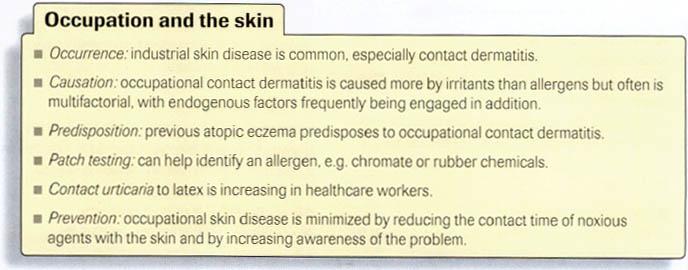 Occupation and the skin
■ Occurrence: industrial skin disease is common, especially contact dermatitis.
■ Causation: occupational contact dermatitis is caused more by irritants than allergens but often is
multifactorial, with endogenous factors frequently being engaged in addition.
■ Predisposition: previous atopic eczema predisposes to occupational contact dermatitis.
■ Patch testing: can help identify an allergen, e.g. chromate or rubber chemicals.
■ Contact urticaria to latex is increasing in healthcare workers.
■ Prevention: occupational skin disease is minimized by reducing the contact time of noxious
agents with the skin and by increasing awareness of the problem.